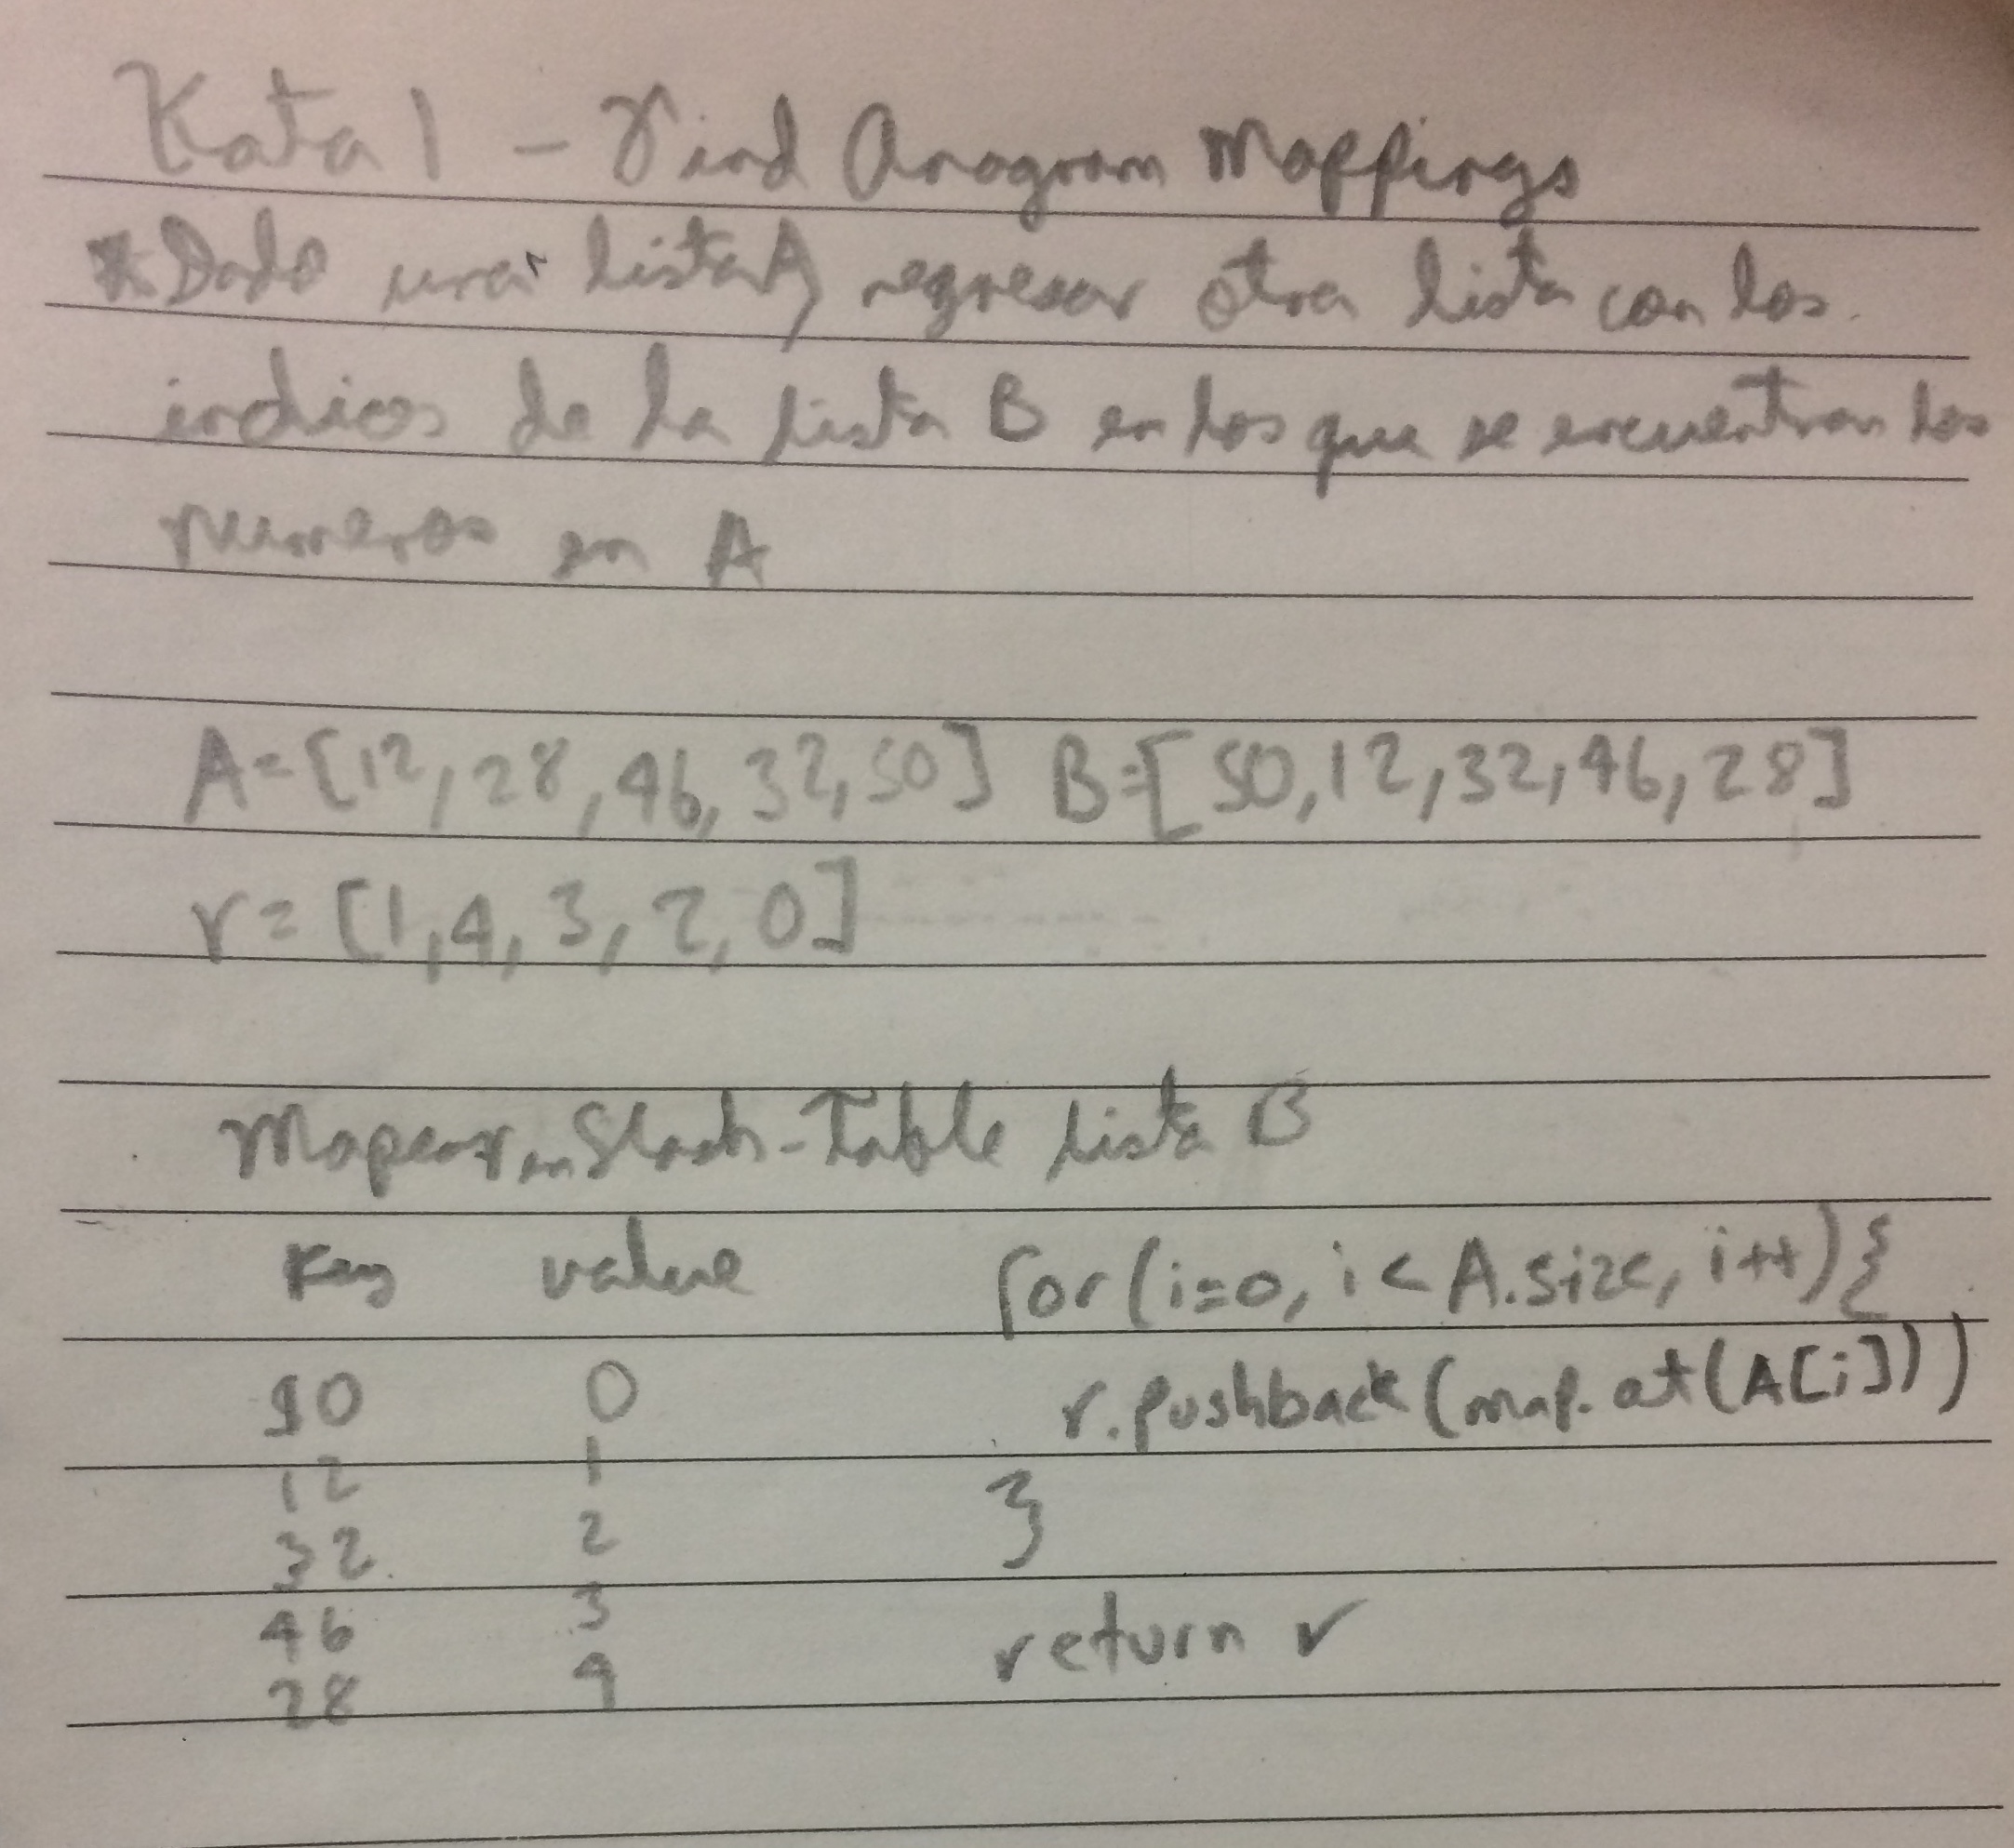 Kata 1 - Find Anagram Mappings
*Dado una lista A, regresar otra lista con los
indices de la lista B en los que se encuentran los
numeros en A
A=[12,28,46,32,50] B=[50,12,32,46,28]
r=[1,4,3,2,0]
Mapear en Hash-Table lista B
Key value for(i=0, i<A.size, i++){
50 0 r.pushback(map.at(A[i]))
12 1
32 2 }
46 3
28 4 return r